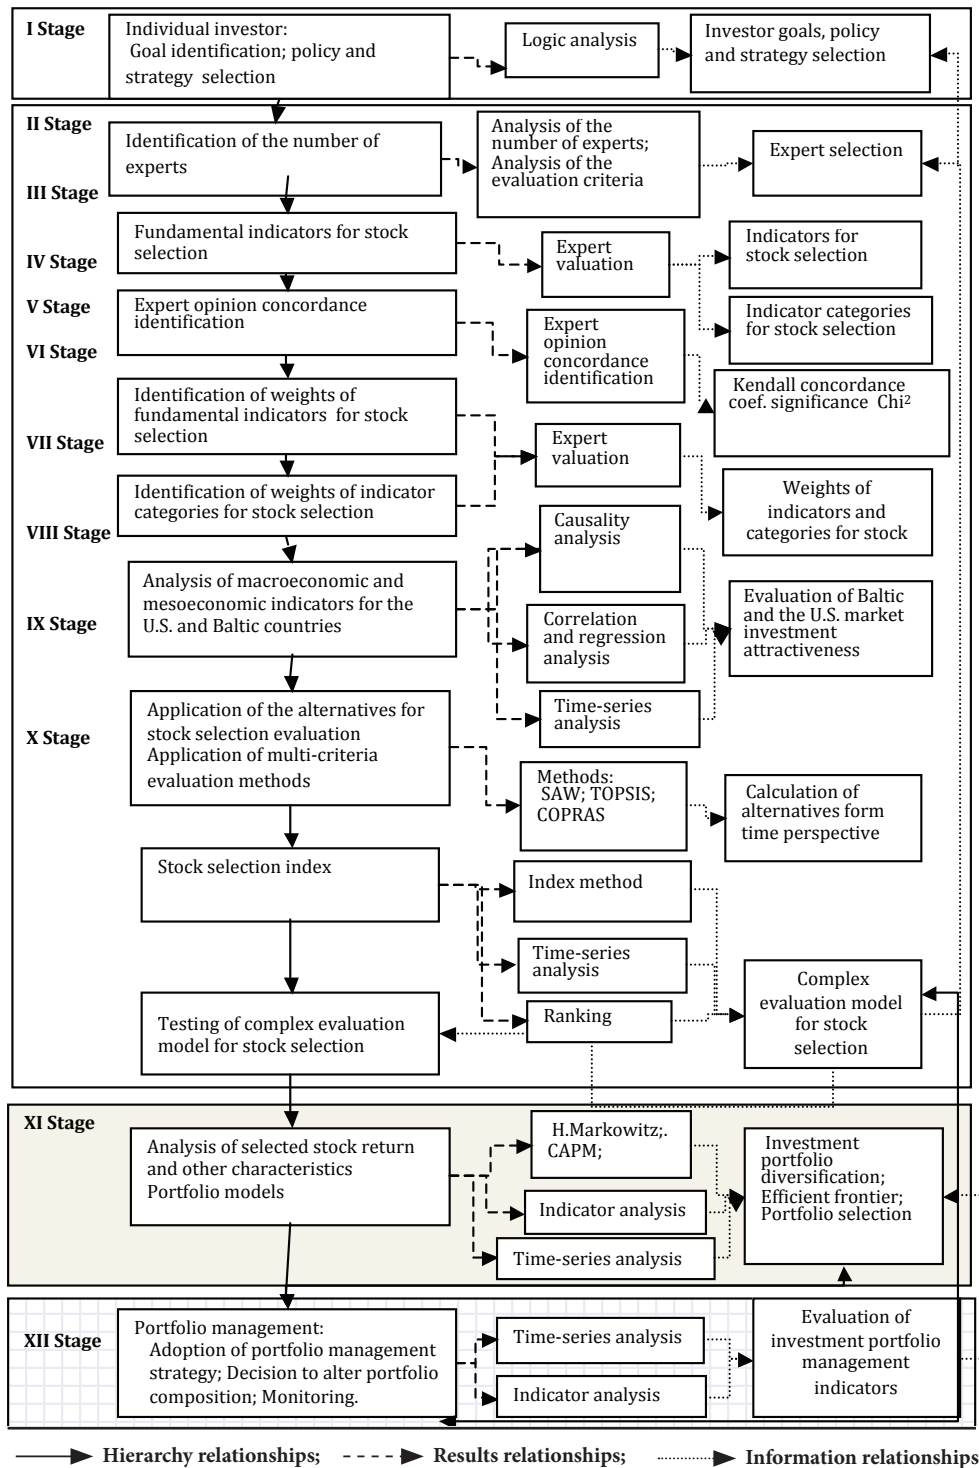 I Stage
Individual investor:
Goal identification; policy and
strategy selection
Logic analysis
Investor goals, policy
and strategy selection
II Stage
Identification of the number of
experts
Analysis of the
number of experts;
Analysis of the
evaluation criteria
Expert selection
III Stage
Fundamental indicators for stock
selection
Expert
valuation
Indicators for
stock selection
Indicator categories
for stock selection
IV Stage
V Stage
Expert opinion concordance
identification
Expert
opinion
concordance
identification
Kendall concordance
coef. significance Chi²
VI Stage
Identification of weights of
fundamental indicators for stock
selection
VII Stage
Expert
valuation
Weights of
indicators and
categories for stock
Identification of weights of indicator
categories for stock selection
VIII Stage
Analysis of macroeconomic and
mesoeconomic indicators for the
U.S. and Baltic countries
Causality
analysis
Correlation
and regression
analysis
Time-series
analysis
Evaluation of Baltic
and the U.S. market
investment
attractiveness
IX Stage
Application of the alternatives for
stock selection evaluation
Application of multi-criteria
evaluation methods
X Stage
Methods:
SAW; TOPSIS;
COPRAS
Calculation of
alternatives form
time perspective
Stock selection index
Index method
Time-series
analysis
Ranking
Complex
evaluation model
for stock
selection
Testing of complex evaluation
model for stock selection
XI Stage
Analysis of selected stock return
and other characteristics
Portfolio models
H.Markowitz;.
CAPM;
Indicator analysis
Time-series analysis
Investment
portfolio
diversification;
Efficient frontier;
Portfolio selection
XII Stage
Portfolio management:
Adoption of portfolio management
strategy; Decision to alter portfolio
composition; Monitoring.
Time-series analysis
Indicator analysis
Evaluation of
investment portfolio
management
indicators
Hierarchy relationships; Results relationships; Information relationships